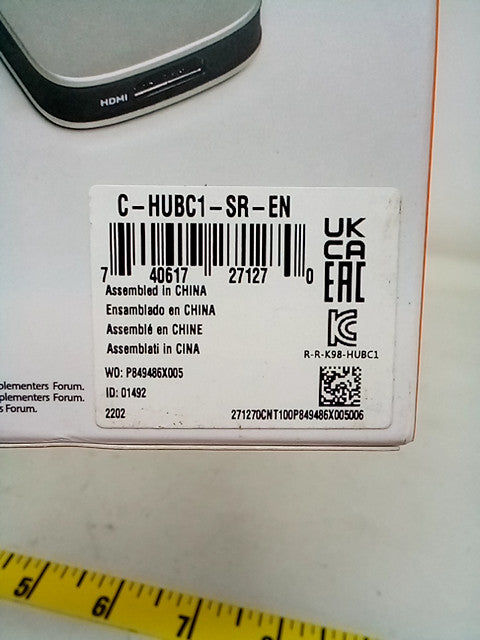 HDMI
C-HUBC1-SR-EN
7 40617 27127 0
UK
CA
EAC
Assembled in CHINA
Ensamblado en CHINA
Assemblé en CHINE
Assemblati in CINA
R-R-K98-HUBC1
WO: P849486X005
ID: 01492
2202
271270CNT100P849486X005006
plementers Forum.
plementers Forum.
s Forum.
5 6 7